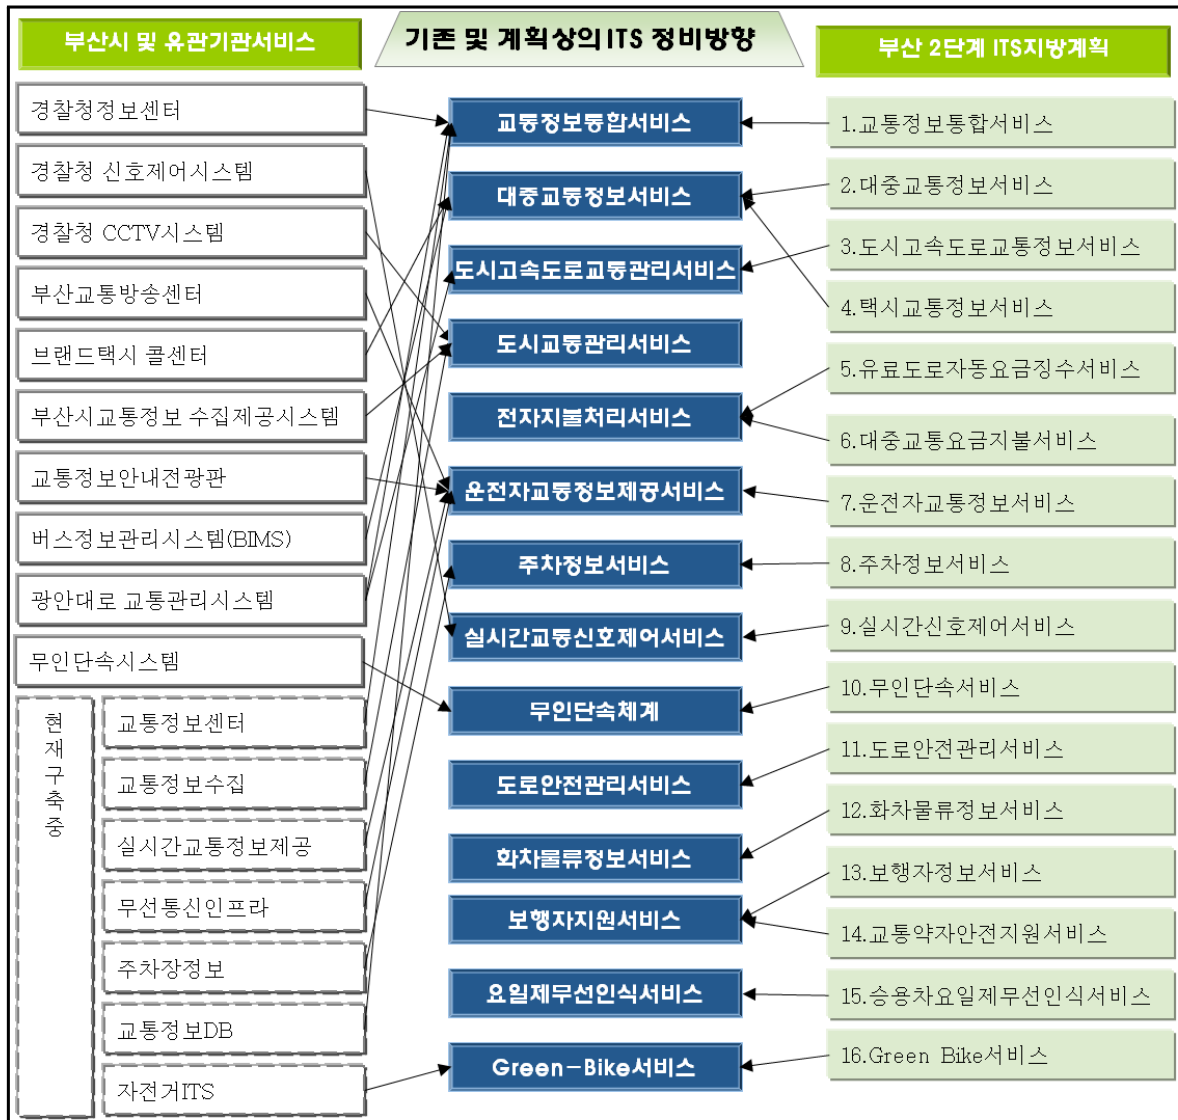 부산시 및 유관기관서비스
기존 및 계획상의 ITS 정비방향
부산 2단계 ITS지방계획
경찰청정보센터
경찰청 신호제어시스템
경찰청 CCTV시스템
부산교통방송센터
브랜드택시 콜센터
부산시교통정보 수집제공시스템
교통정보안내전광판
버스정보관리시스템(BIMS)
광안대로 교통관리시스템
무인단속시스템
현재구축중
교통정보센터
교통정보수집
실시간교통정보제공
무선통신인프라
주차장정보
교통정보DB
자전거ITS
교통정보통합서비스
대중교통정보서비스
도시고속도로교통관리서비스
도시교통관리서비스
전자지불처리서비스
운전자교통정보제공서비스
주차정보서비스
실시간교통신호제어서비스
무인단속체계
도로안전관리서비스
화차물류정보서비스
보행자지원서비스
요일제무선인식서비스
Green-Bike서비스
1.교통정보통합서비스
2.대중교통정보서비스
3.도시고속도로교통정보서비스
4.택시교통정보서비스
5.유료도로자동요금징수서비스
6.대중교통요금지불서비스
7.운전자교통정보서비스
8.주차정보서비스
9.실시간신호제어서비스
10.무인단속서비스
11.도로안전관리서비스
12.화차물류정보서비스
13.보행자정보서비스
14.교통약자안전지원서비스
15.승용차요일제무선인식서비스
16.Green Bike서비스